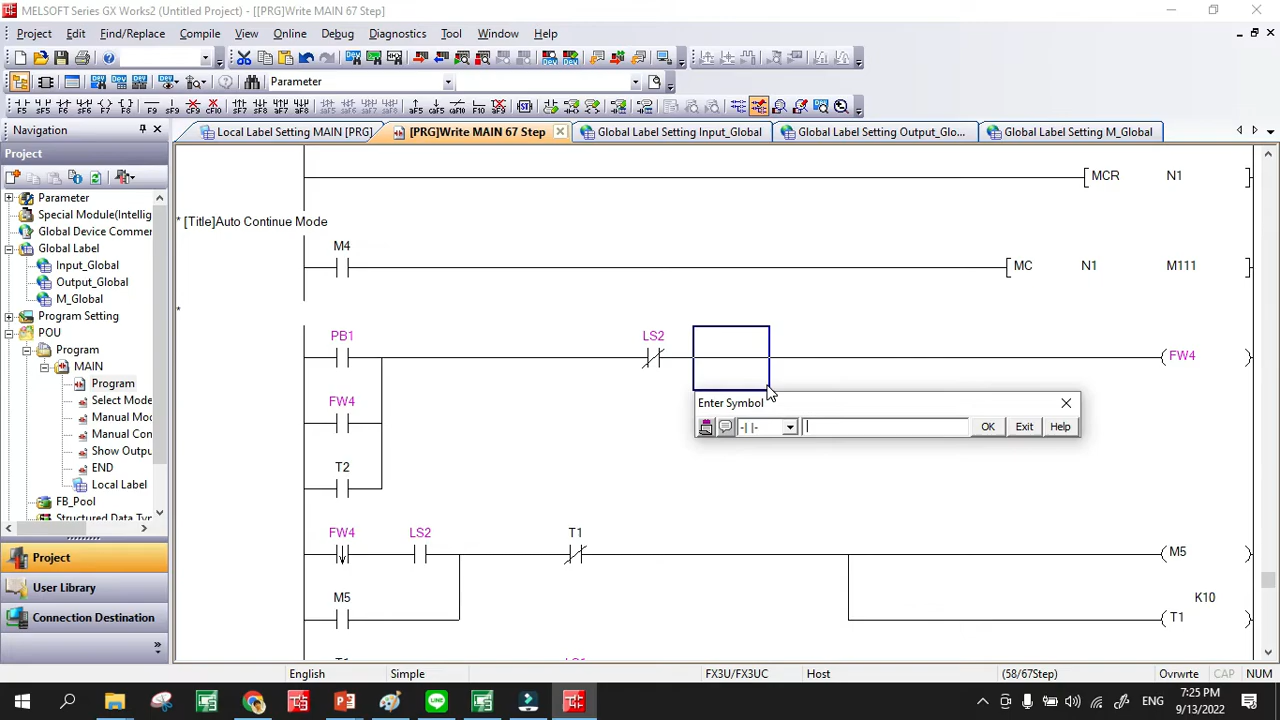 MELSOFT Series GX Works2 (Untitled Project) - [[PRG]Write MAIN 67 Step]
Project Edit Find/Replace Compile View Online Debug Diagnostics Tool Window Help
Parameter
Navigation
Local Label Setting MAIN [PRG]
[PRG]Write MAIN 67 Step
Global Label Setting Input_Global
Global Label Setting Output_Glo...
Global Label Setting M_Global
Project
Parameter
Special Module(Intellig
Global Device Commer
Global Label
Input_Global
Output_Global
M_Global
Program Setting
POU
Program
MAIN
Program
Select Mode
Manual Mo
Manual Con
Show Outpu
END
Local Label
FB_Pool
Structured Data Typ
Project
User Library
Connection Destination
MCR N1
* [Title]Auto Continue Mode
M4
MC N1 M111
*
PB1 LS2 FW4
FW4
Enter Symbol
OK Exit Help
T2
FW4 LS2 T1 M5
M5 K10
T1
English Simple FX3U/FX3UC Host (58/67Step) Ovrwrte CAP NUM
ENG
7:25 PM
9/13/2022